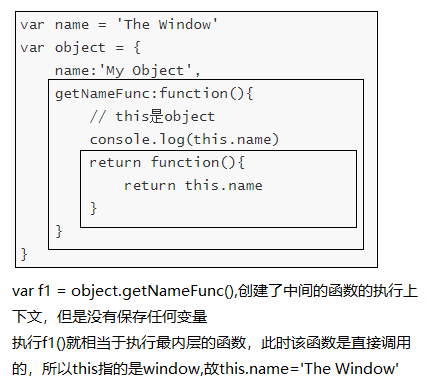 var name = 'The Window'
var object = {
    name:'My Object',
    getNameFunc:function(){
        // this是object
        console.log(this.name)
        return function(){
            return this.name
        }
    }
}
var f1 = object.getNameFunc(),创建了中间的函数的执行上
下文，但是没有保存任何变量
执行f1()就相当于执行最内层的函数，此时该函数是直接调用
的，所以this指的是window,故this.name='The Window'